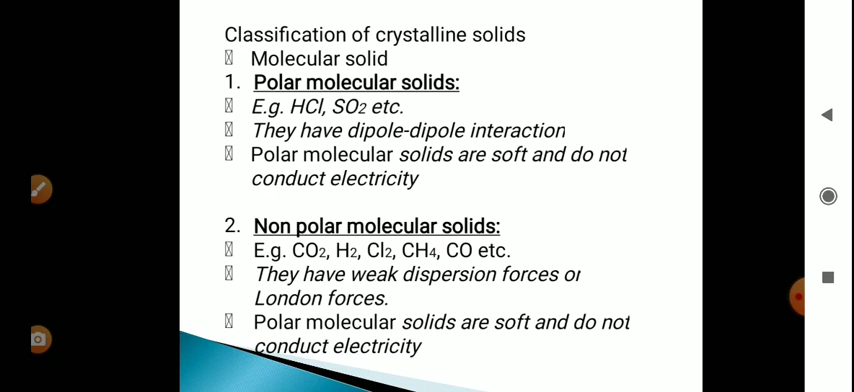 Classification of crystalline solids
Molecular solid
1. Polar molecular solids:
E.g. HCl, SO₂ etc.
They have dipole-dipole interaction
Polar molecular solids are soft and do not
conduct electricity
2. Non polar molecular solids:
E.g. CO₂, H₂, Cl₂, CH₄, CO etc.
They have weak dispersion forces or
London forces.
Polar molecular solids are soft and do not
conduct electricity